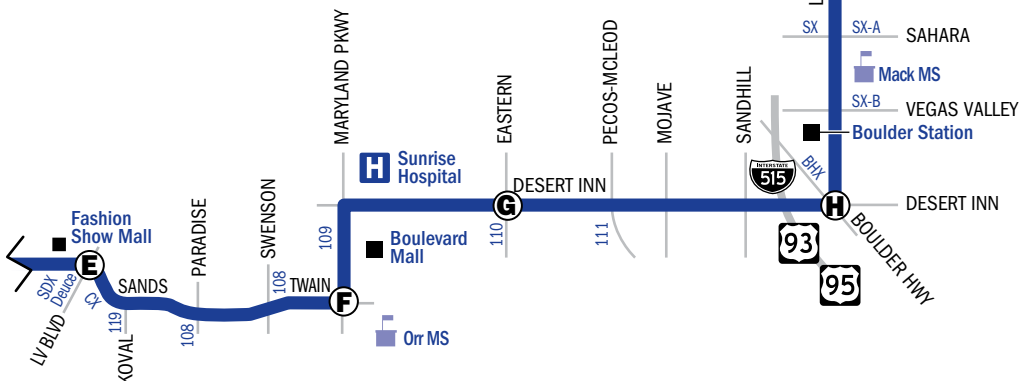 L
SX
SX-A
SAHARA
Mack MS
SX-B
VEGAS VALLEY
Boulder Station
MARYLAND PKWY
EASTERN
PECOS-MCLEOD
MOJAVE
SANDHILL
H
Sunrise
Hospital
BHX
INTERSTATE
515
DESERT INN
G
H
DESERT INN
BOULDER HWY
93
95
109
110
111
Boulevard
Mall
Fashion
Show Mall
E
PARADISE
SWENSON
SDX
Deuce
CX
SANDS
108
TWAIN
F
LV BLVD
119
KOVAL
108
Orr MS